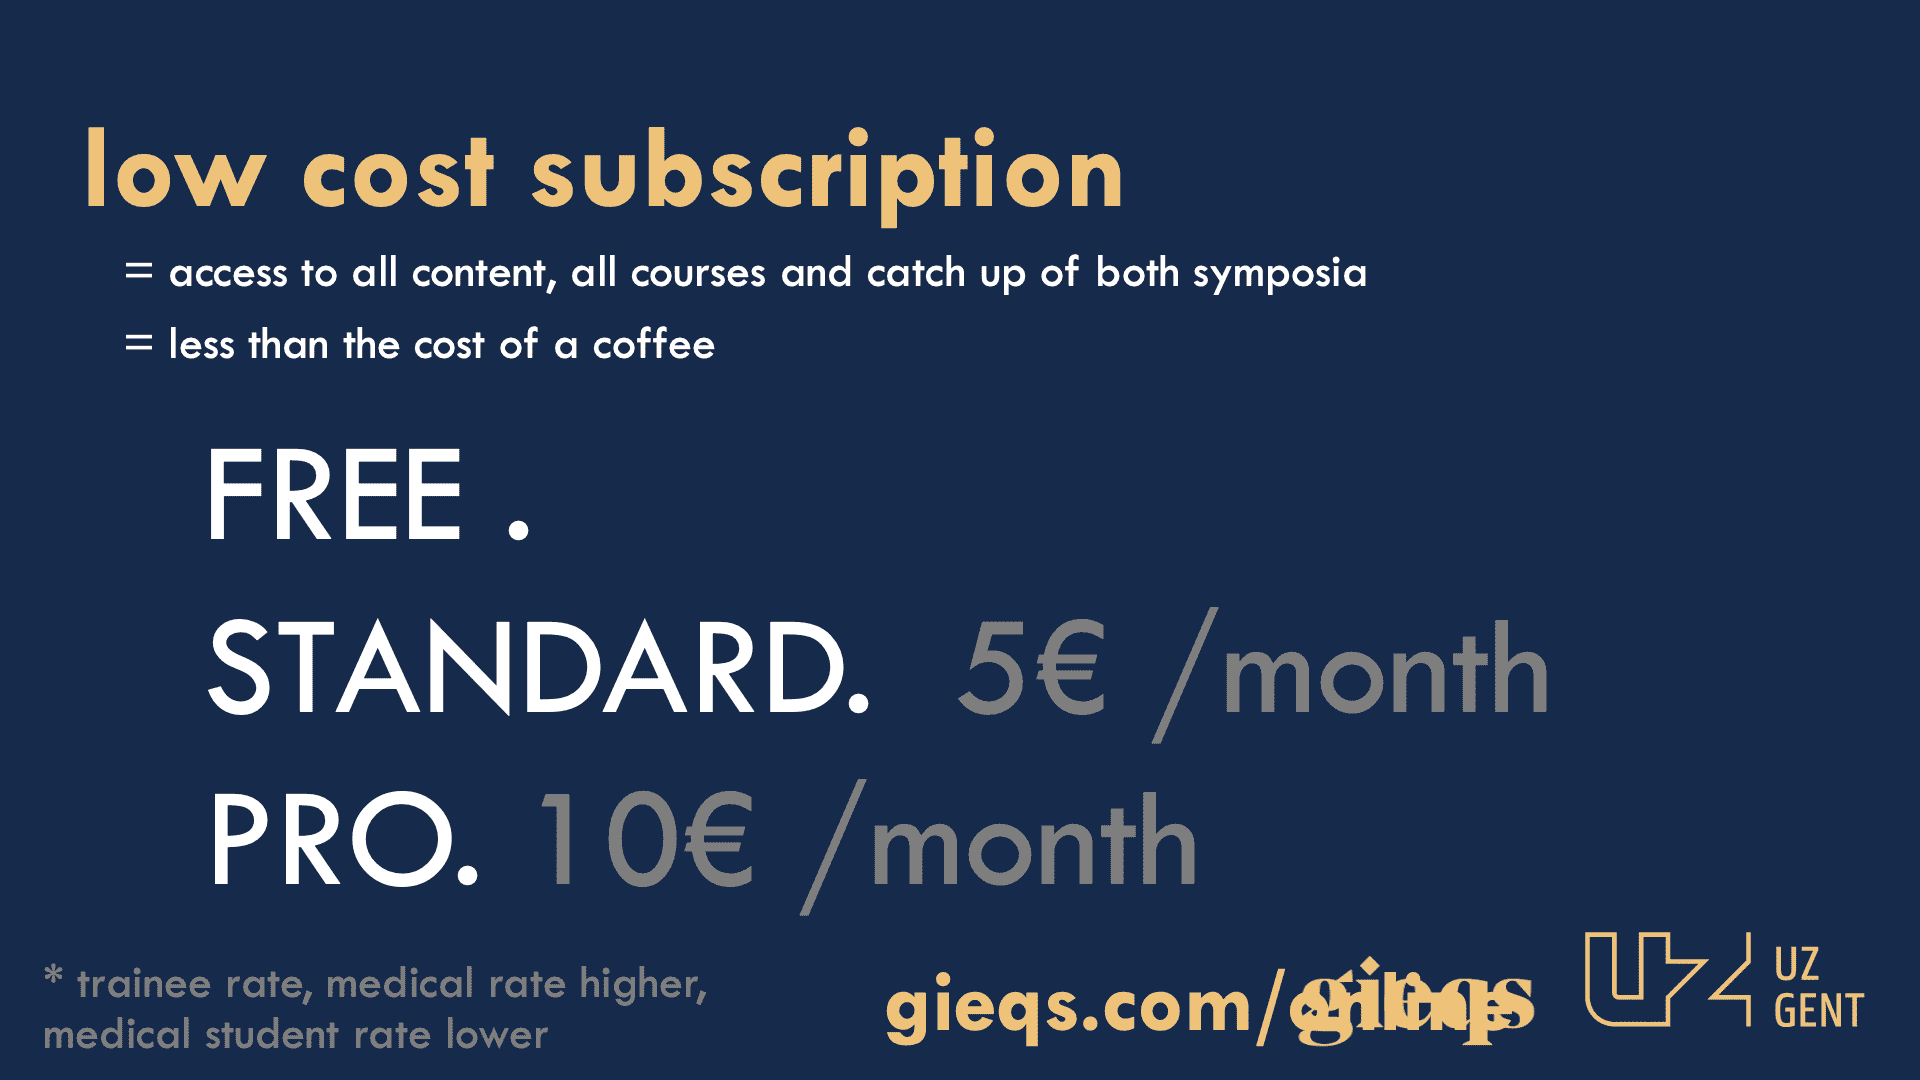 low cost subscription
= access to all content, all courses and catch up of both symposia
= less than the cost of a coffee
FREE .
STANDARD. 5€ /month
PRO. 10€ /month
* trainee rate, medical rate higher,
medical student rate lower
gieqs.com/online
gieqs
UZ
GENT